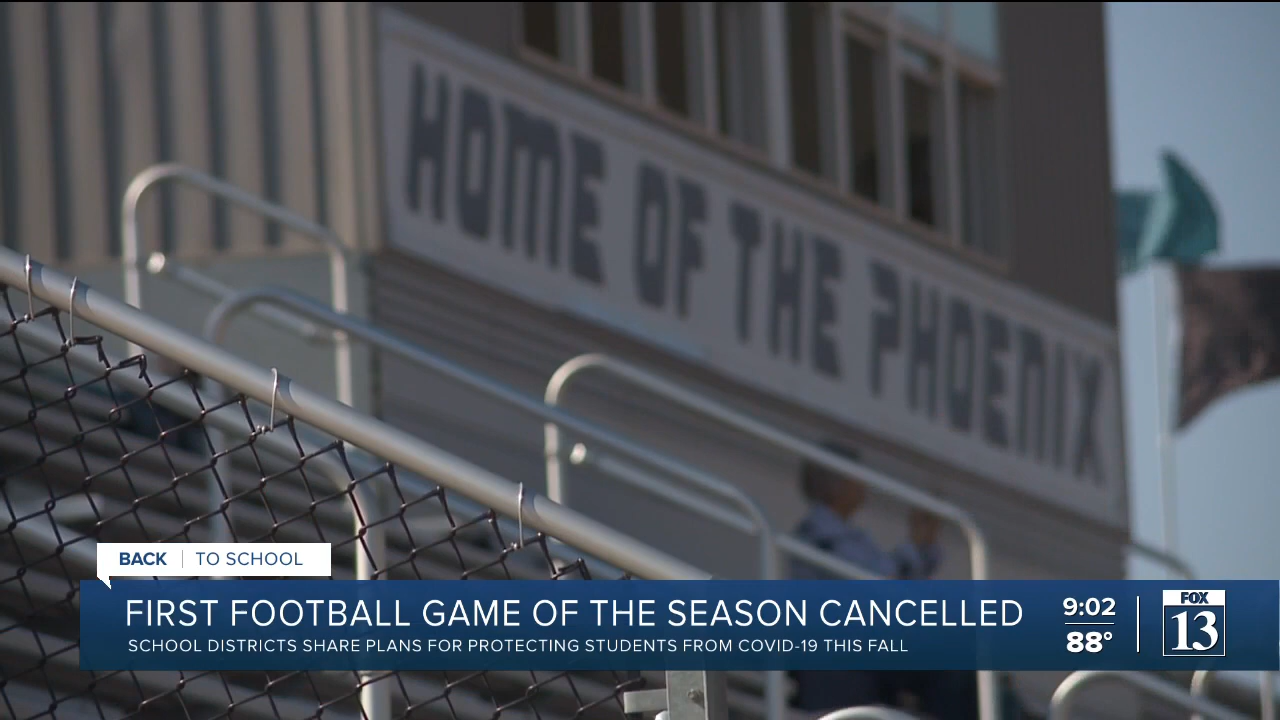 HOME OF THE PHOENIX
BACK | TO SCHOOL
FIRST FOOTBALL GAME OF THE SEASON CANCELLED
SCHOOL DISTRICTS SHARE PLANS FOR PROTECTING STUDENTS FROM COVID-19 THIS FALL
9:02
88°
FOX
13